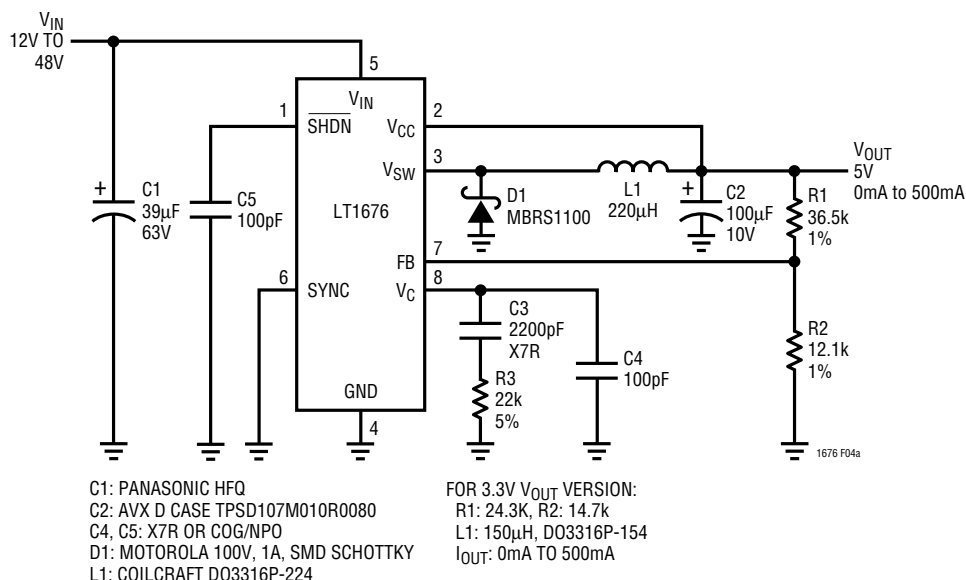 VIN
12V TO
48V
5
VIN
1
SHDN
2
VCC
3
VSW
LT1676
6
SYNC
7
FB
8
VC
GND
4
+
C1
39µF
63V
C5
100pF
D1
MBRS1100
L1
220µH
+
C2
100µF
10V
VOUT
5V
0mA to 500mA
R1
36.5k
1%
R2
12.1k
1%
C3
2200pF
X7R
R3
22k
5%
C4
100pF
1676 F04a
C1: PANASONIC HFQ
C2: AVX D CASE TPSD107M010R0080
C4, C5: X7R OR COG/NPO
D1: MOTOROLA 100V, 1A, SMD SCHOTTKY
L1: COILCRAFT DO3316P-224
FOR 3.3V VOUT VERSION:
R1: 24.3K, R2: 14.7k
L1: 150µH, DO3316P-154
IOUT: 0mA TO 500mA